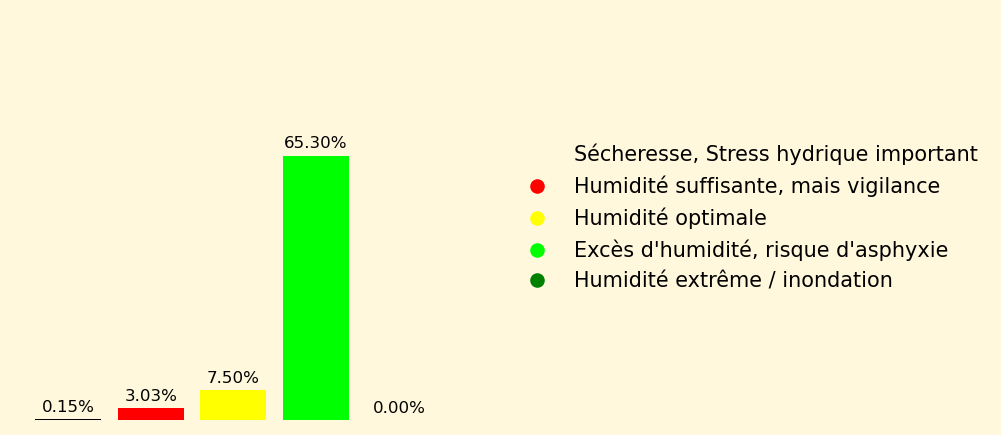 65.30%
7.50%
3.03%
0.15%
0.00%
Sécheresse, Stress hydrique important
Humidité suffisante, mais vigilance
Humidité optimale
Excès d'humidité, risque d'asphyxie
Humidité extrême / inondation